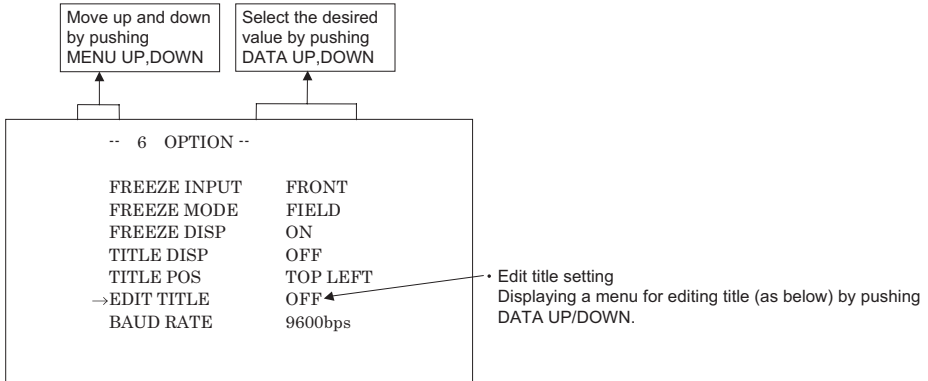 Move up and down
by pushing
MENU UP,DOWN
Select the desired
value by pushing
DATA UP,DOWN
-- 6 OPTION --
FREEZE INPUT FRONT
FREEZE MODE FIELD
FREEZE DISP ON
TITLE DISP OFF
TITLE POS TOP LEFT
→EDIT TITLE OFF
BAUD RATE 9600bps
• Edit title setting
Displaying a menu for editing title (as below) by pushing
DATA UP/DOWN.